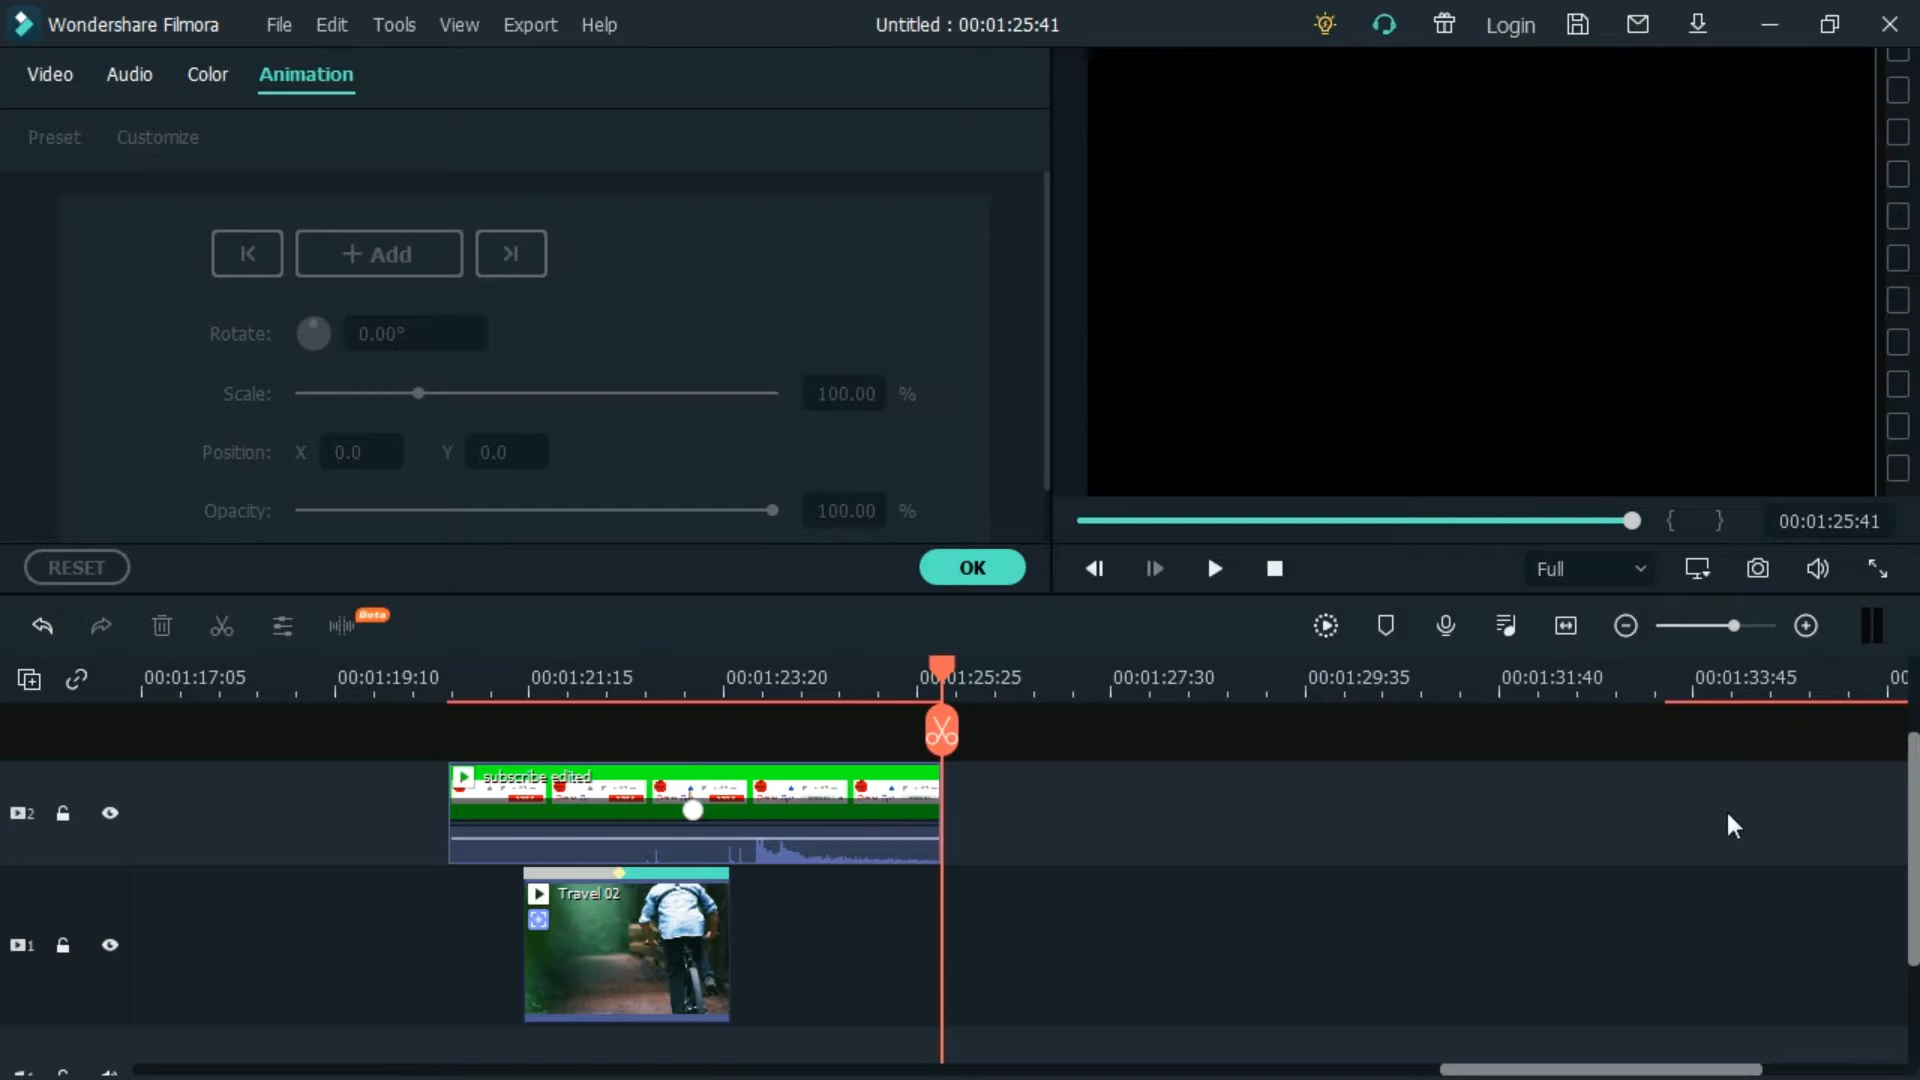 Wondershare Filmora File Edit Tools View Export Help Untitled : 00:01:25:41 Login
Video Audio Color Animation
Preset Customize
+ Add
Rotate: 0.00°
Scale: 100.00 %
Position: X 0.0 Y 0.0
Opacity: 100.00 %
{ } 00:01:25:41
RESET OK
Full
Beta
00:01:17:05 00:01:19:10 00:01:21:15 00:01:23:20 00:01:25:25 00:01:27:30 00:01:29:35 00:01:31:40 00:01:33:45 00
subscribe edited
2
Travel 02
1